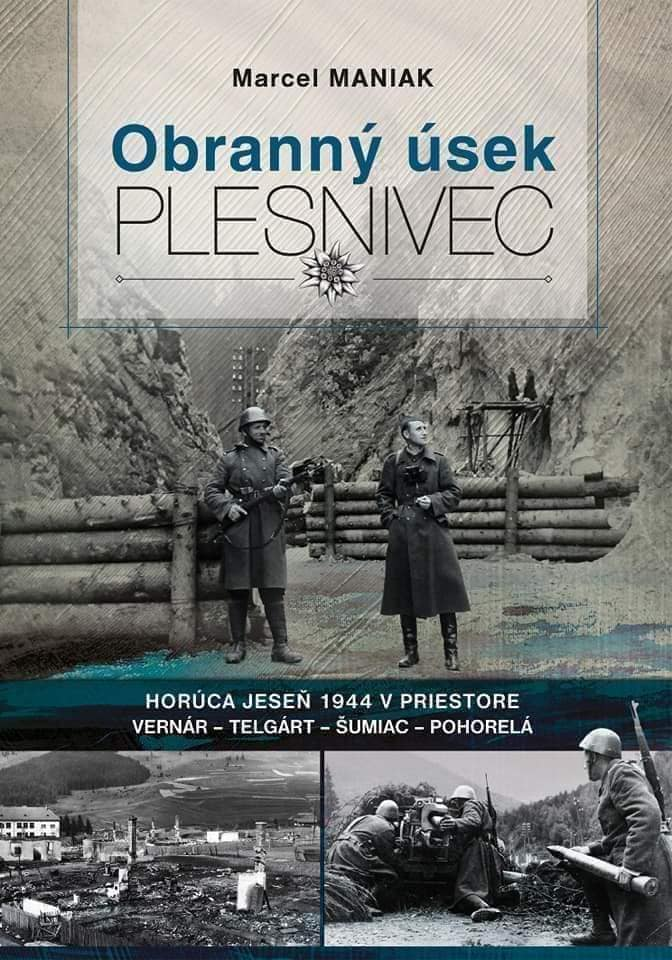 Marcel MANIAK
Obranný úsek
PLESNIVEC
HORÚCA JESEŇ 1944 V PRIESTORE
VERNÁR – TELGÁRT – ŠUMIAC – POHORELÁ